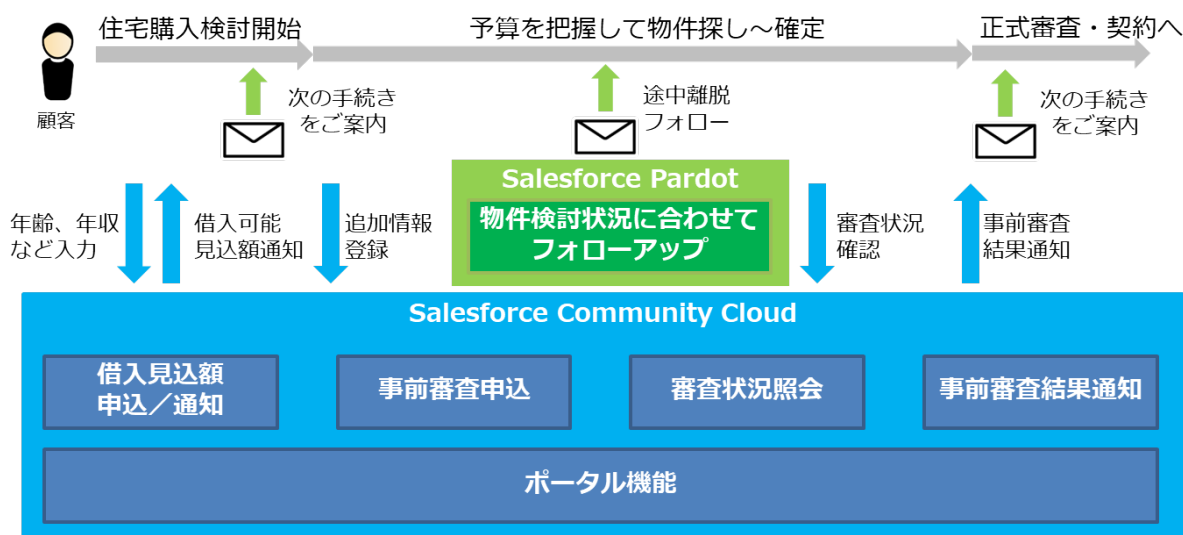 住宅購入検討開始
予算を把握して物件探し～確定
正式審査・契約へ
顧客
次の手続き
をご案内
途中離脱
フォロー
次の手続き
をご案内
年齢、年収
など入力
借入可能
見込額通知
追加情報
登録
Salesforce Pardot
物件検討状況に合わせて
フォローアップ
審査状況
確認
事前審査
結果通知
Salesforce Community Cloud
借入見込額
申込／通知
事前審査申込
審査状況照会
事前審査結果通知
ポータル機能